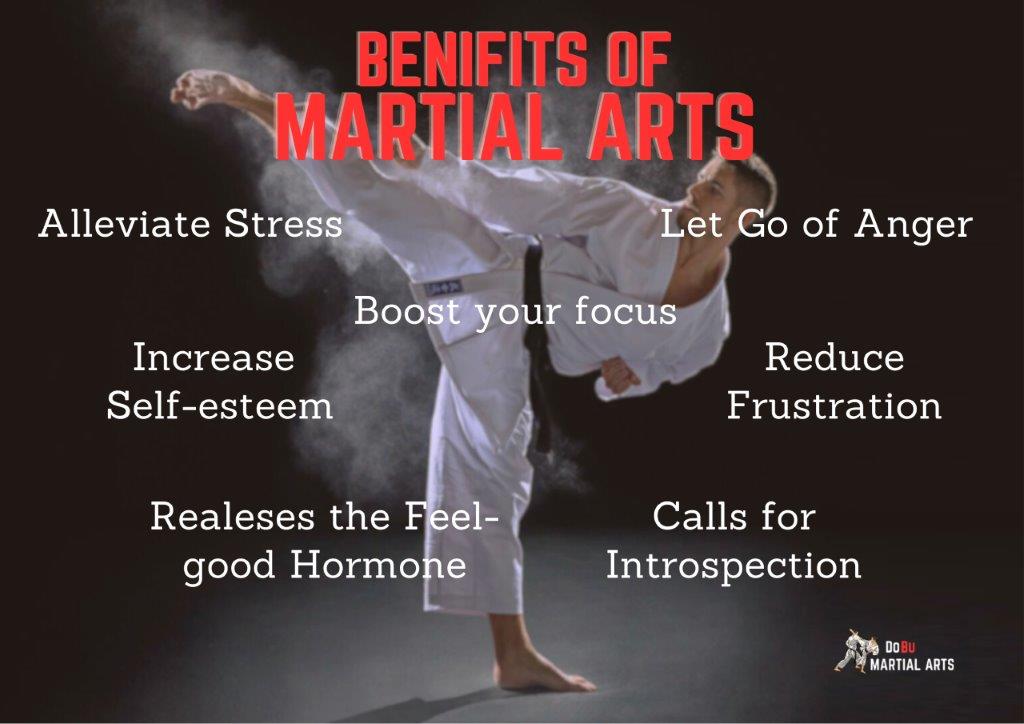 BENIFITS OF
MARTIAL ARTS
Alleviate Stress
Let Go of Anger
Boost your focus
Increase
Self-esteem
Reduce
Frustration
Realeses the Feel-
good Hormone
Calls for
Introspection
DoBu
MARTIAL ARTS